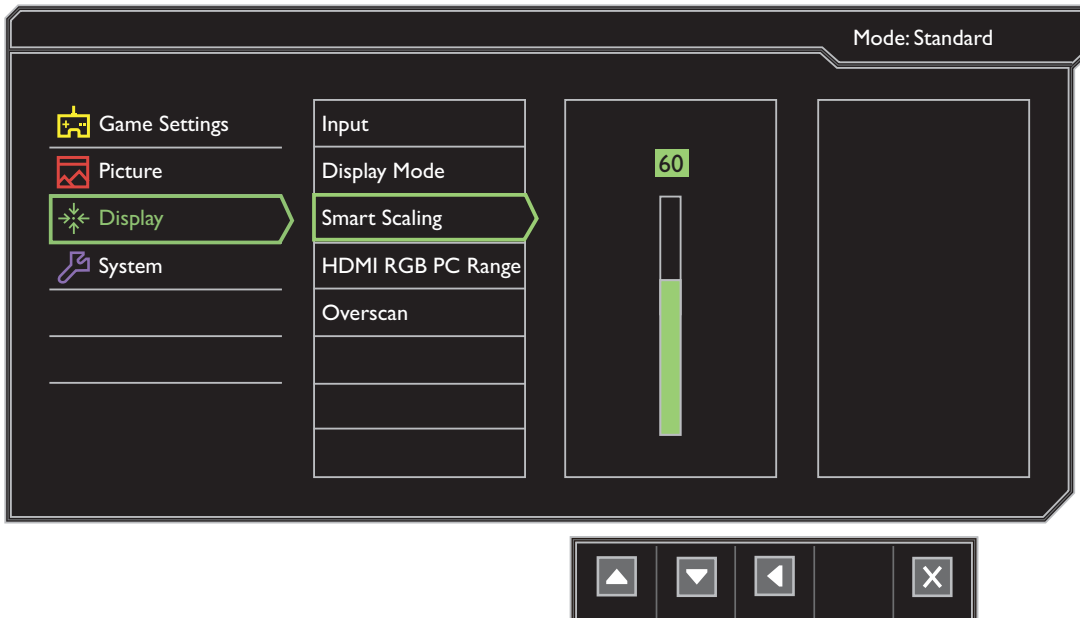 Mode: Standard
Game Settings
Picture
Display
System
Input
Display Mode
Smart Scaling
HDMI RGB PC Range
Overscan
60
X